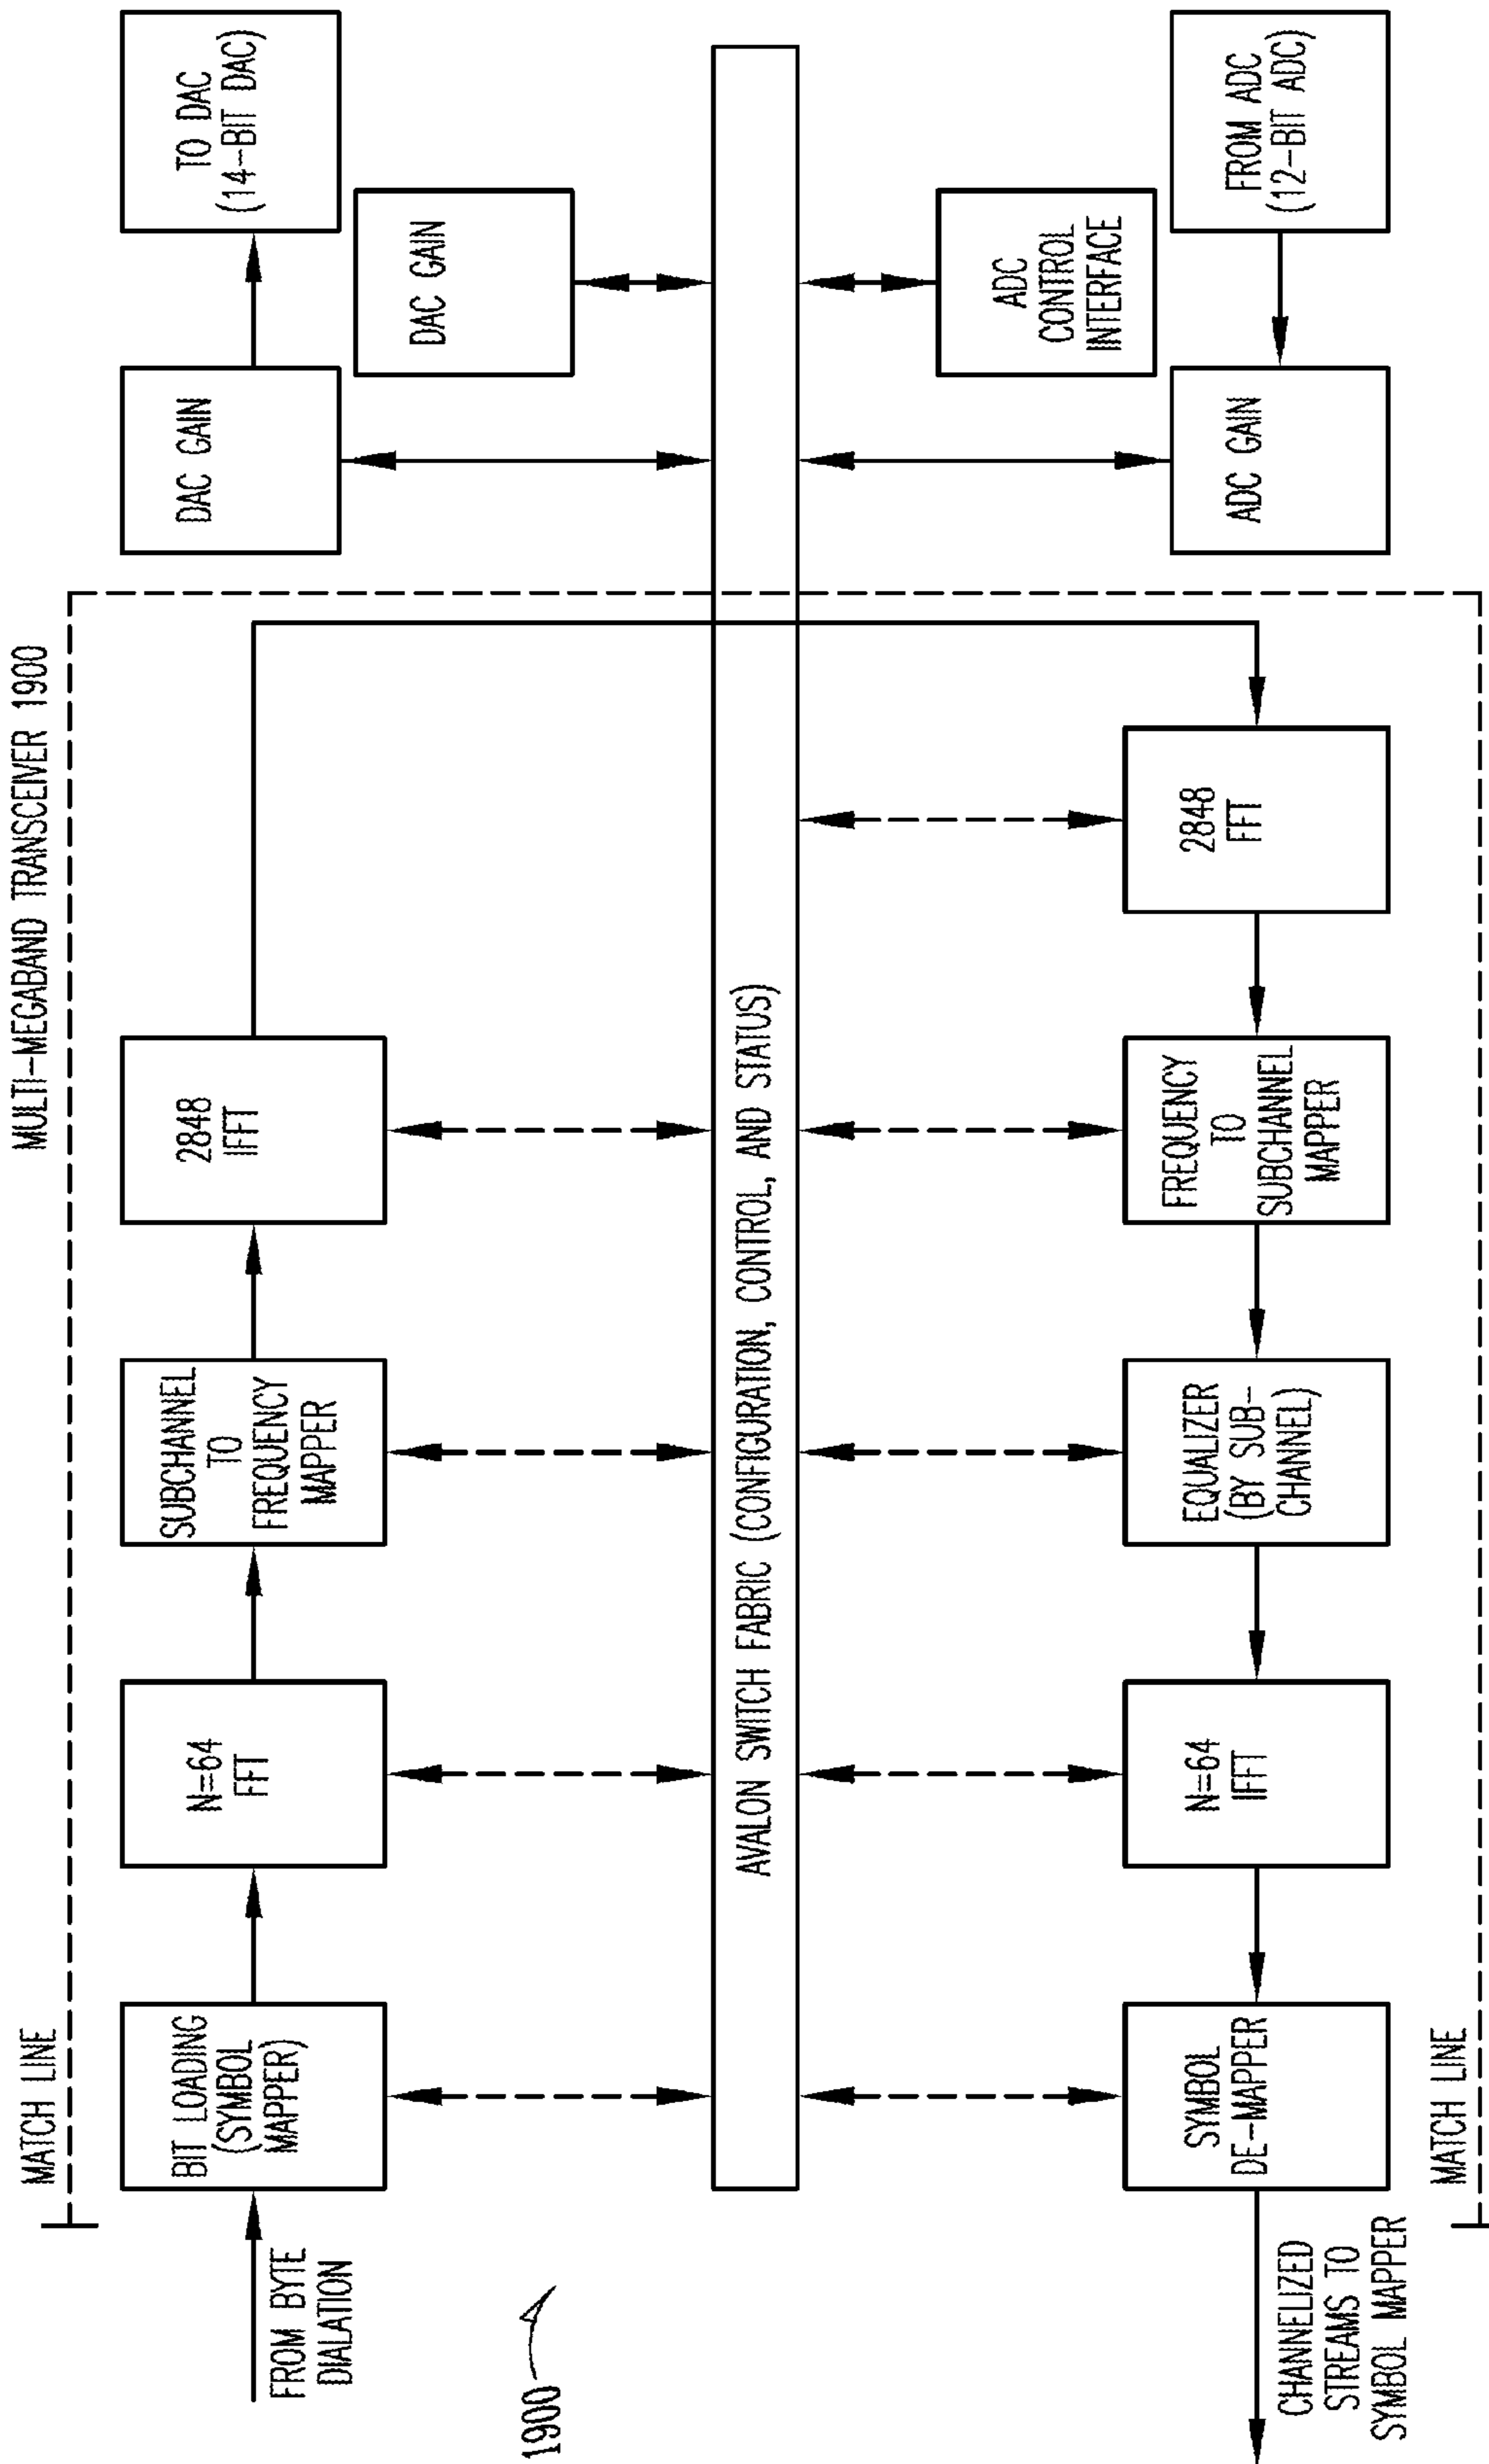 MULTI-MEGABAND TRANSCEIVER 1900
MATCH LINE
FROM BYTE
DIALATION
BIT LOADING
(SYMBOL
MAPPER)
N=64
FFT
SUBCHANNEL
TO
FREQUENCY
MAPPER
2848
IFFT
DAC GAIN
TO DAC
(14-BIT DAC)
DAC GAIN
1900
AVALON SWITCH FABRIC (CONFIGURATION, CONTROL, AND STATUS)
ADC
CONTROL
INTERFACE
CHANNELIZED
STREAMS TO
SYMBOL MAPPER
SYMBOL
DE-MAPPER
N=64
IFFT
EQUALIZER
(BY SUB-
CHANNEL)
FREQUENCY
TO
SUBCHANNEL
MAPPER
2848
FFT
ADC GAIN
FROM ADC
(12-BIT ADC)
MATCH LINE